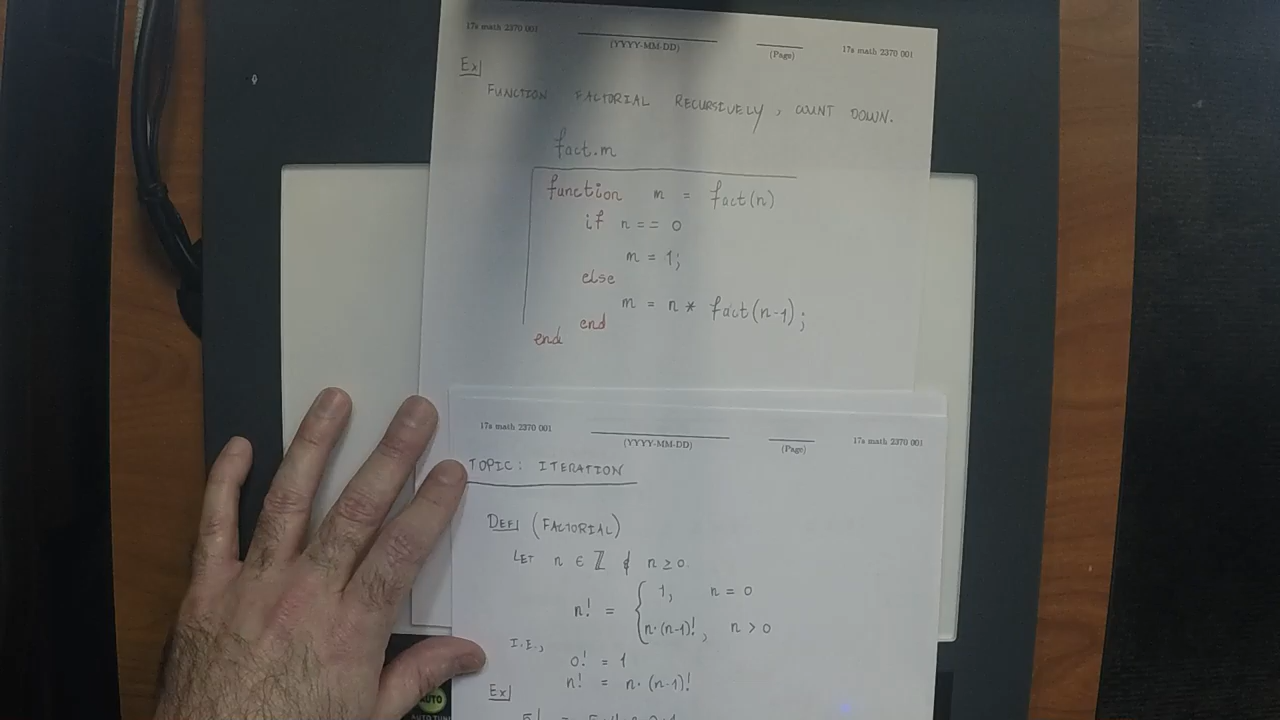 17s math 2370 001 (YYYY-MM-DD) (Page) 17s math 2370 001
Ex
FUNCTION FACTORIAL RECURSIVELY, COUNT DOWN.
fact.m
function m = fact(n)
if n == 0
m = 1;
else
m = n * fact(n-1);
end
end
17s math 2370 001 (YYYY-MM-DD) (Page) 17s math 2370 001
TOPIC: ITERATION
DEF (FACTORIAL)
LET n ∈ ℤ & n ≥ 0.
n! = { 1, n = 0
n·(n-1)!, n > 0
I.E.,
0! = 1
n! = n·(n-1)!
Ex
AUTO